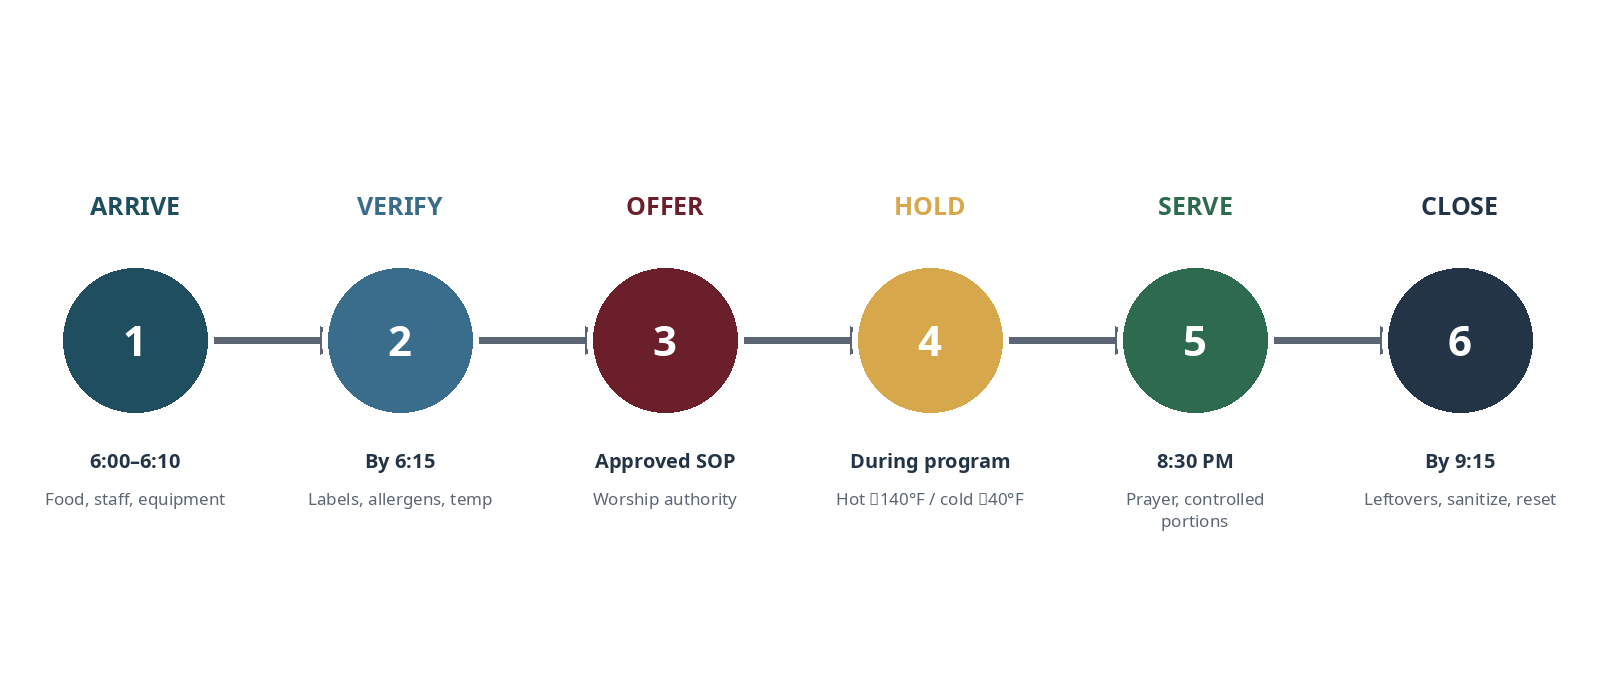 ARRIVE
VERIFY
OFFER
HOLD
SERVE
CLOSE
1
2
3
4
5
6
6:00–6:10
By 6:15
Approved SOP
During program
8:30 PM
By 9:15
Food, staff, equipment
Labels, allergens, temp
Worship authority
Hot ▯140°F / cold ▯40°F
Prayer, controlled
portions
Leftovers, sanitize, reset